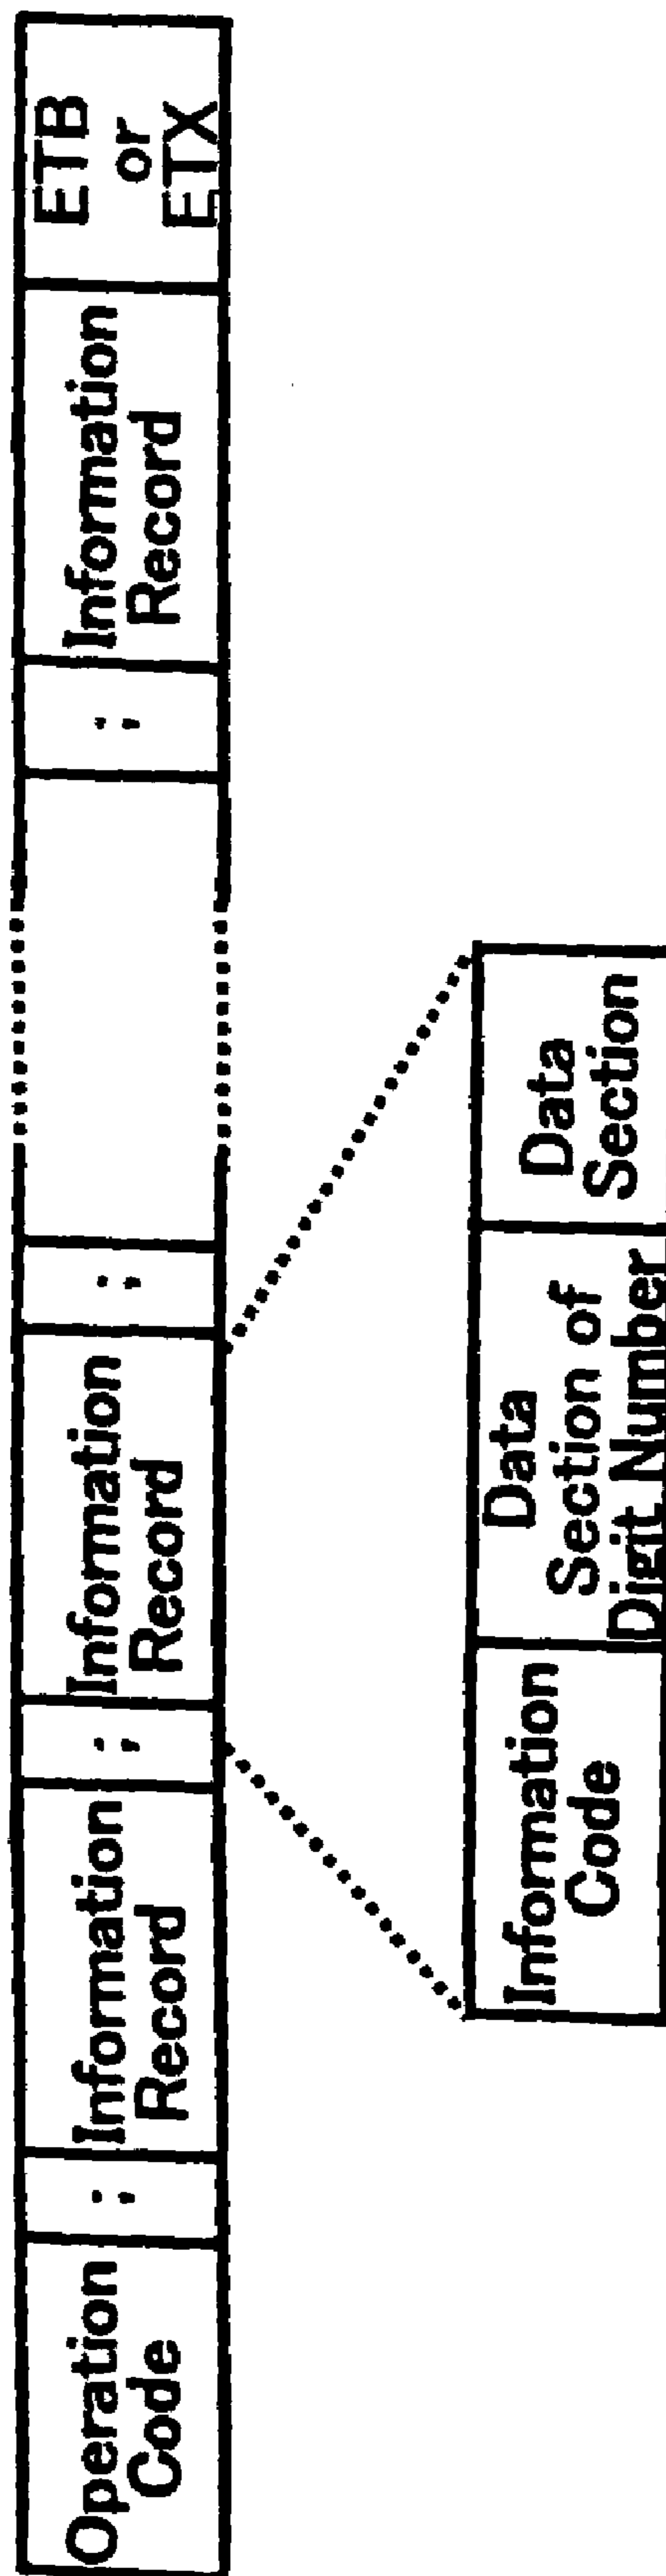 Operation
Code
;
Information
Record
;
Information
Record
;
;
Information
Record
ETB
or
ETX
Information
Code
Data
Section of
Digit Number
Data
Section